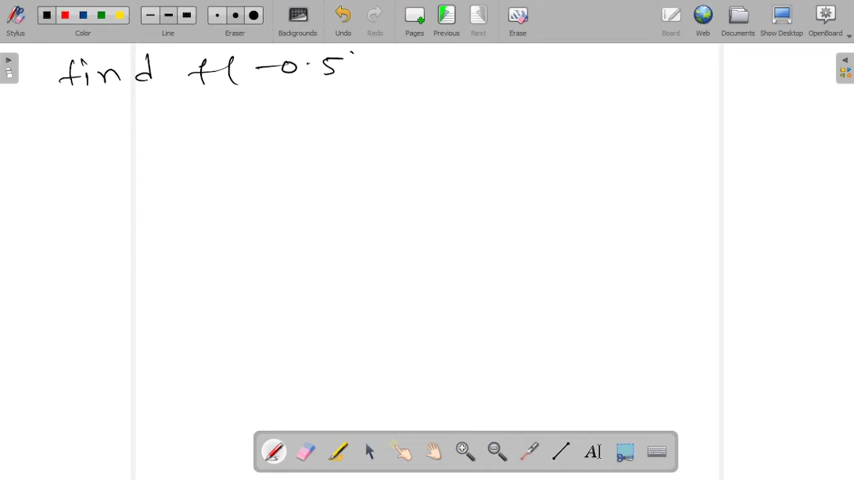 Stylus Color Line Eraser Backgrounds Undo Redo Pages Previous Next Erase Board Web Documents Show Desktop OpenBoard
find f(-0.5